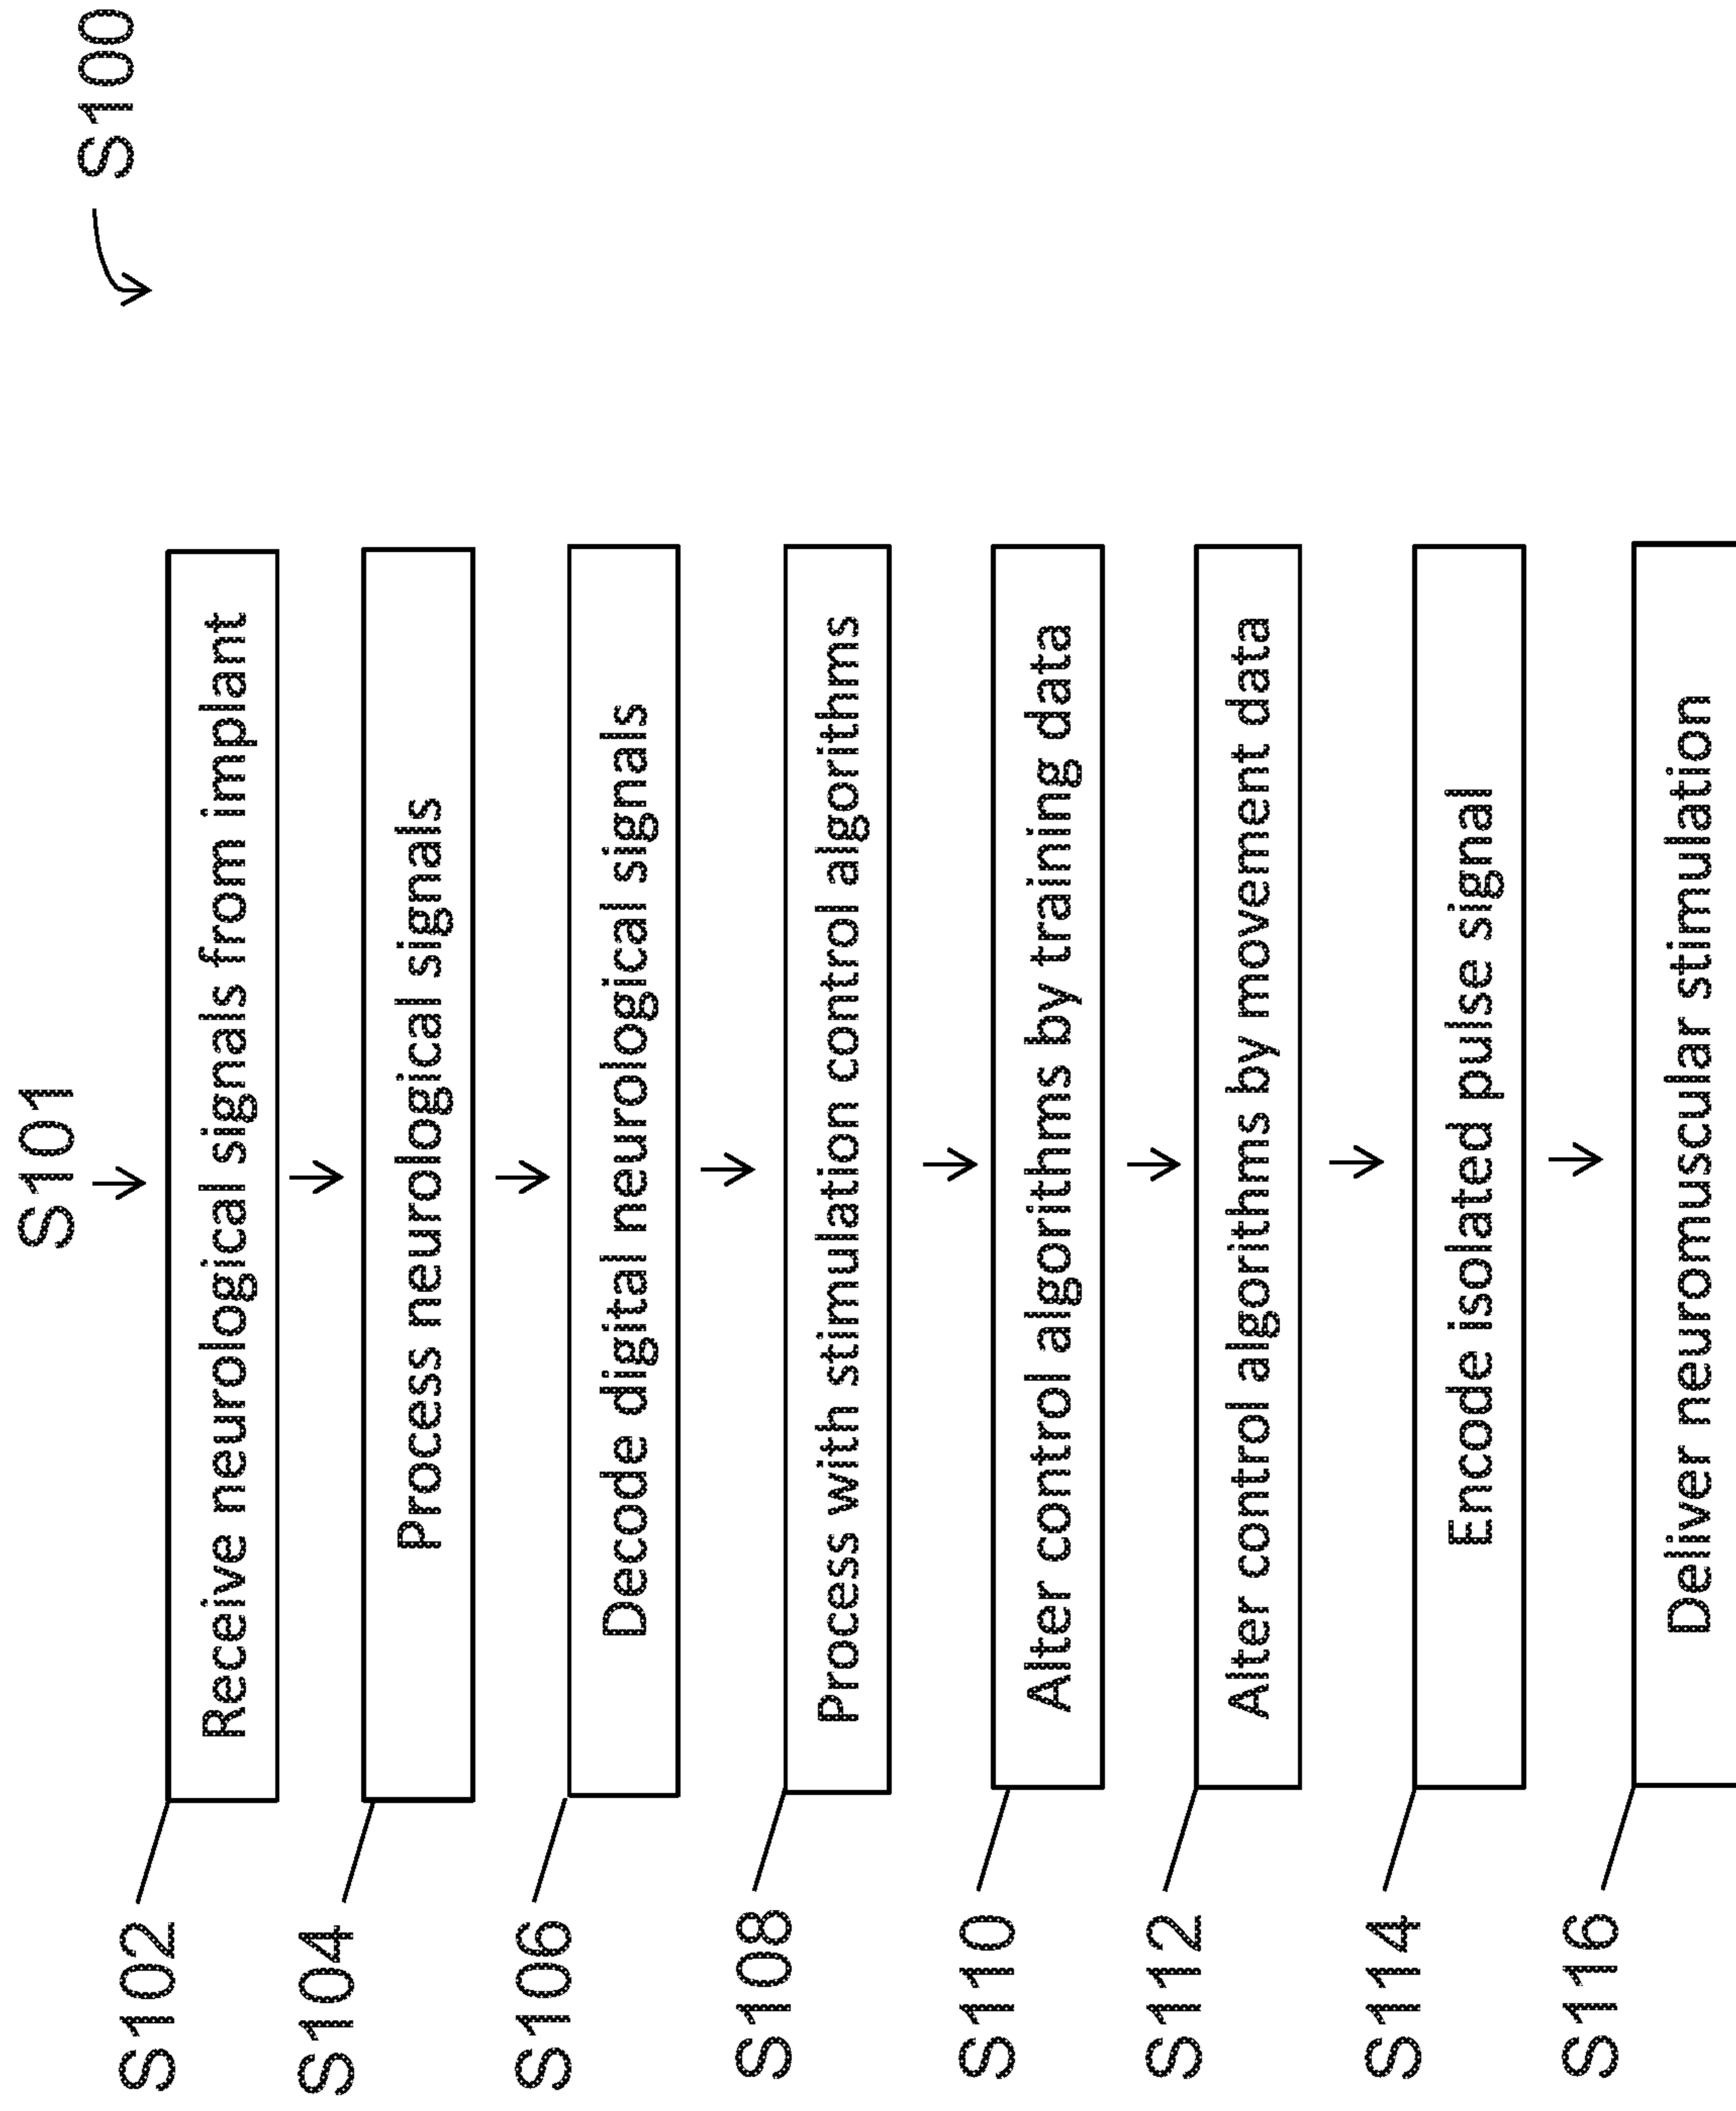 S100
S101
S102
Receive neurological signals from implant
S104
Process neurological signals
S106
Decode digital neurological signals
S108
Process with stimulation control algorithms
S110
Alter control algorithms by training data
S112
Alter control algorithms by movement data
S114
Encode isolated pulse signal
S116
Deliver neuromuscular stimulation